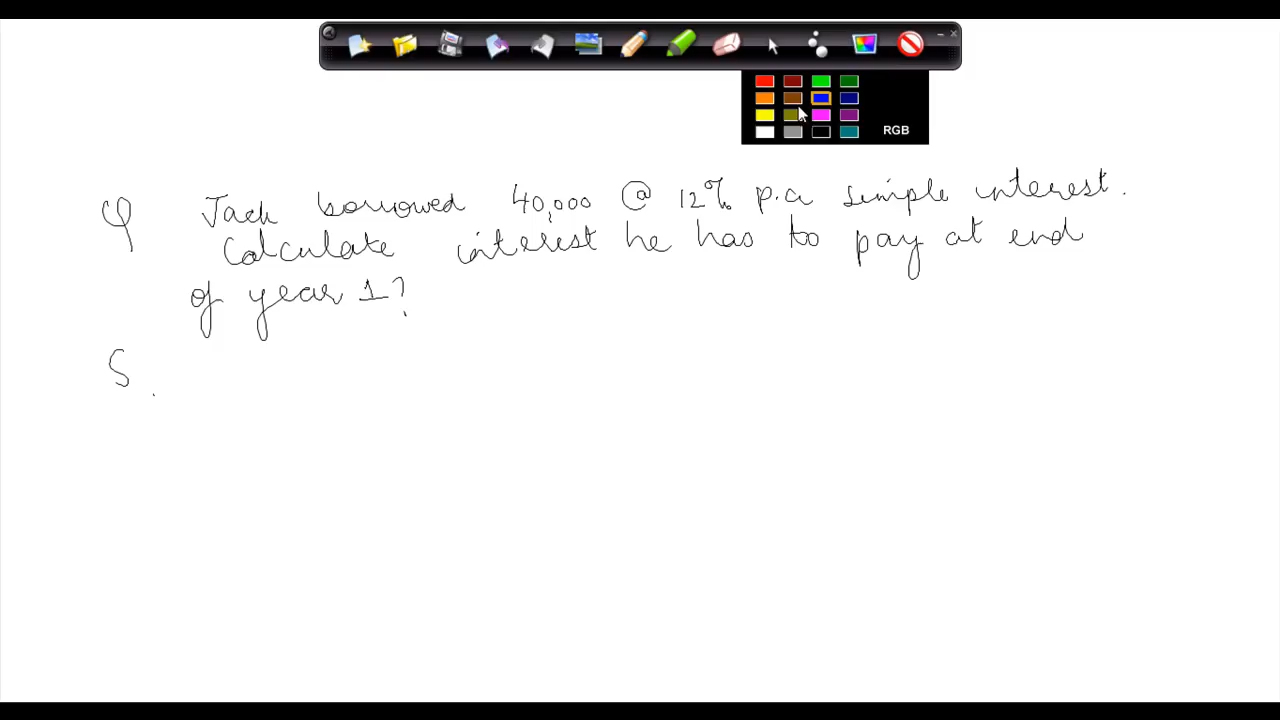 RGB
Q Jack borrowed 40,000 @ 12% p.a simple interest.
Calculate interest he has to pay at end
of year 1?
S